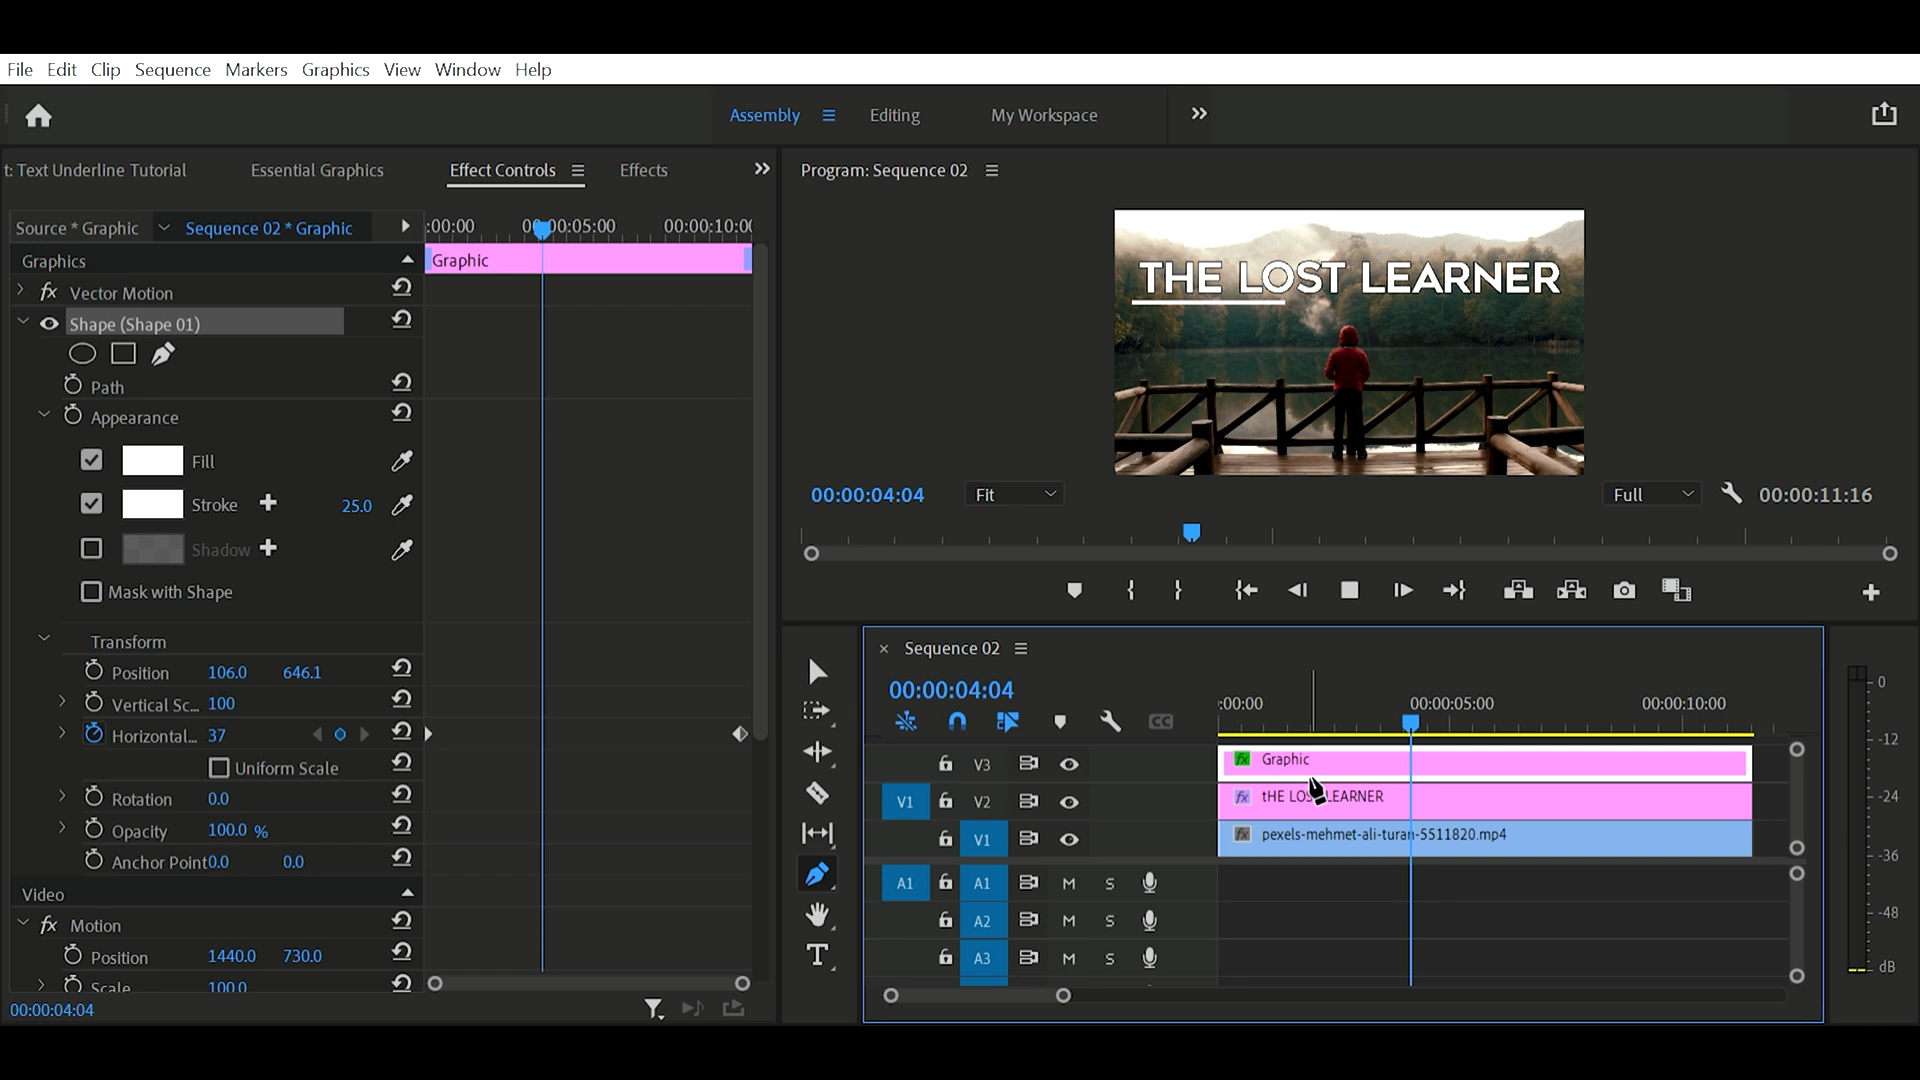 File Edit Clip Sequence Markers Graphics View Window Help
Assembly Editing My Workspace
t: Text Underline Tutorial Essential Graphics Effect Controls Effects
Program: Sequence 02
Source * Graphic Sequence 02 * Graphic
:00:00 00:00:05:00 00:00:10:00
Graphics
Graphic
fx Vector Motion
Shape (Shape 01)
Path
Appearance
Fill
Stroke 25.0
Shadow
Mask with Shape
Transform
Position 106.0 646.1
Vertical Sc... 100
Horizontal... 37
Uniform Scale
Rotation 0.0
Opacity 100.0 %
Anchor Point 0.0 0.0
Video
fx Motion
Position 1440.0 730.0
Scale 100.0
00:00:04:04
THE LOST LEARNER
00:00:04:04 Fit Full 00:00:11:16
× Sequence 02
00:00:04:04
:00:00 00:00:05:00 00:00:10:00
CC
V3 fx Graphic
V1 V2 fx tHE LOST LEARNER
V1 fx pexels-mehmet-ali-turan-5511820.mp4
A1 A1 M S
A2 M S
A3 M S
0
-12
-24
-36
-48
dB